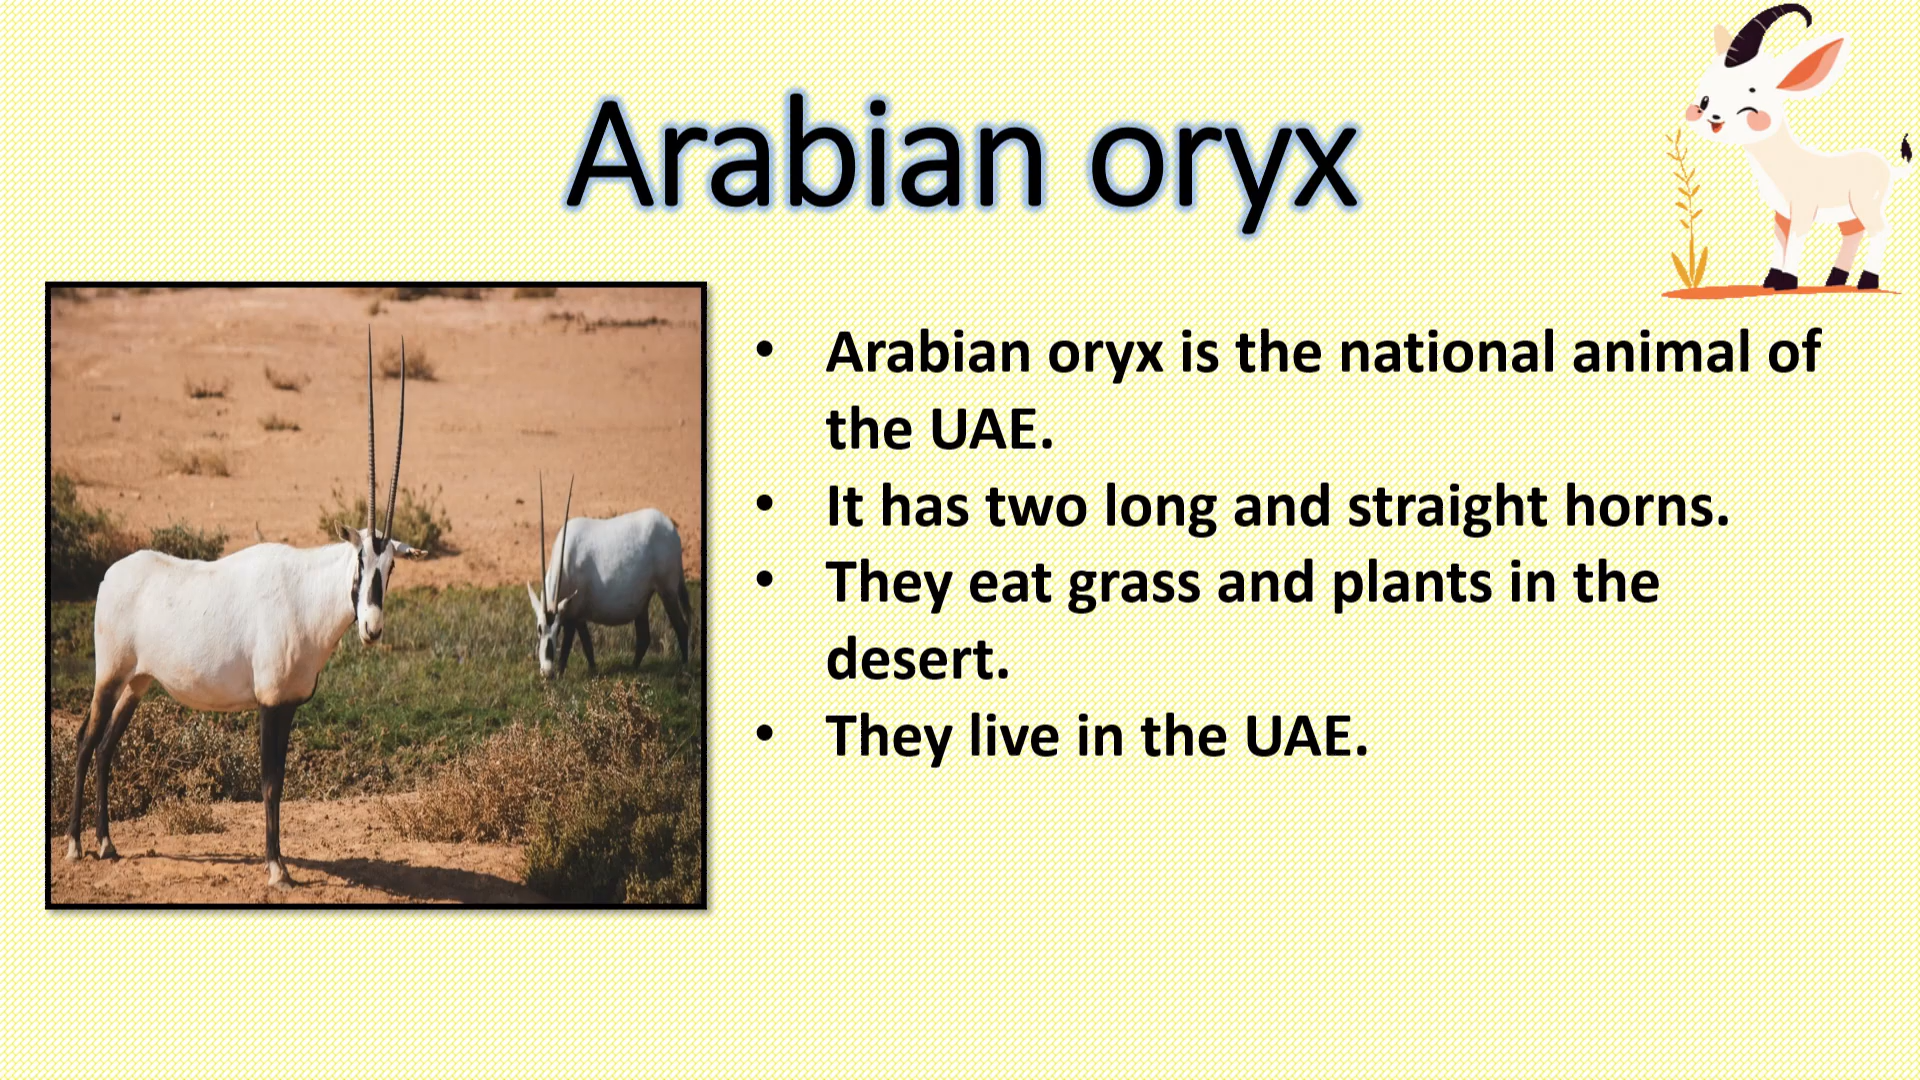 Arabian oryx
• Arabian oryx is the national animal of
the UAE.
• It has two long and straight horns.
• They eat grass and plants in the
desert.
• They live in the UAE.